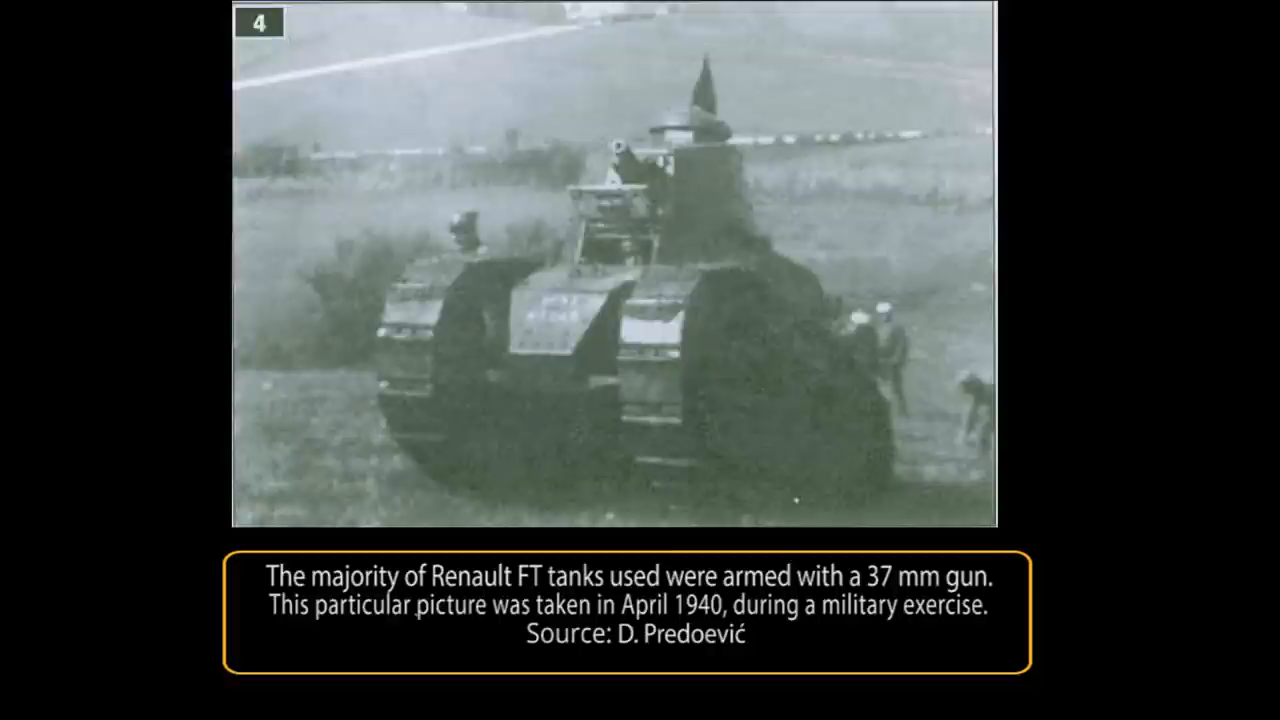 4
The majority of Renault FT tanks used were armed with a 37 mm gun.
This particular picture was taken in April 1940, during a military exercise.
Source: D. Predoević